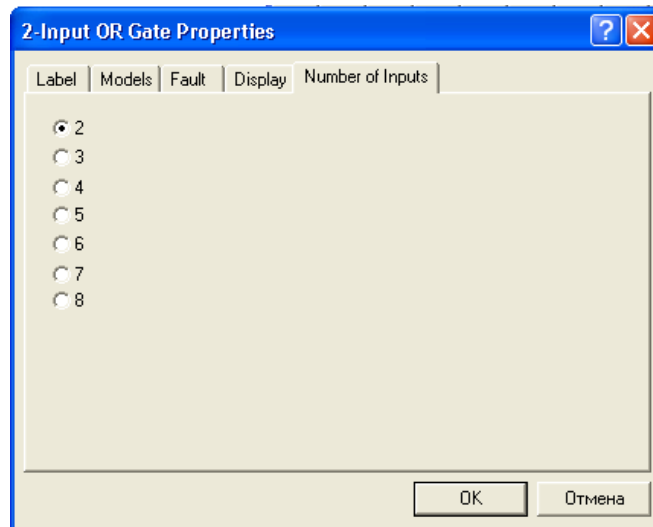 2-Input OR Gate Properties
Label Models Fault Display Number of Inputs
2
3
4
5
6
7
8
OK Отмена